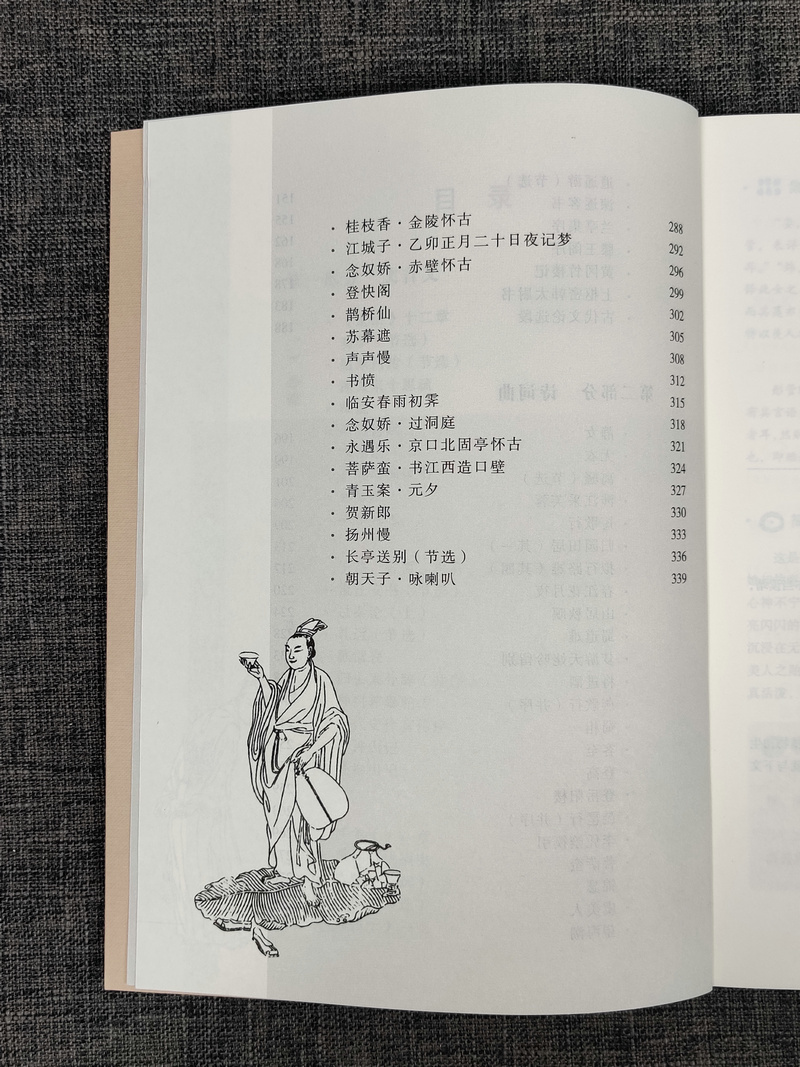 · 桂枝香·金陵怀古 288
· 江城子·乙卯正月二十日夜记梦 292
· 念奴娇·赤壁怀古 296
· 登快阁 299
· 鹊桥仙 302
· 苏幕遮 305
· 声声慢 308
· 书愤 312
· 临安春雨初霁 315
· 念奴娇·过洞庭 318
· 永遇乐·京口北固亭怀古 321
· 菩萨蛮·书江西造口壁 324
· 青玉案·元夕 327
· 贺新郎 330
· 扬州慢 333
· 长亭送别（节选） 336
· 朝天子·咏喇叭 339